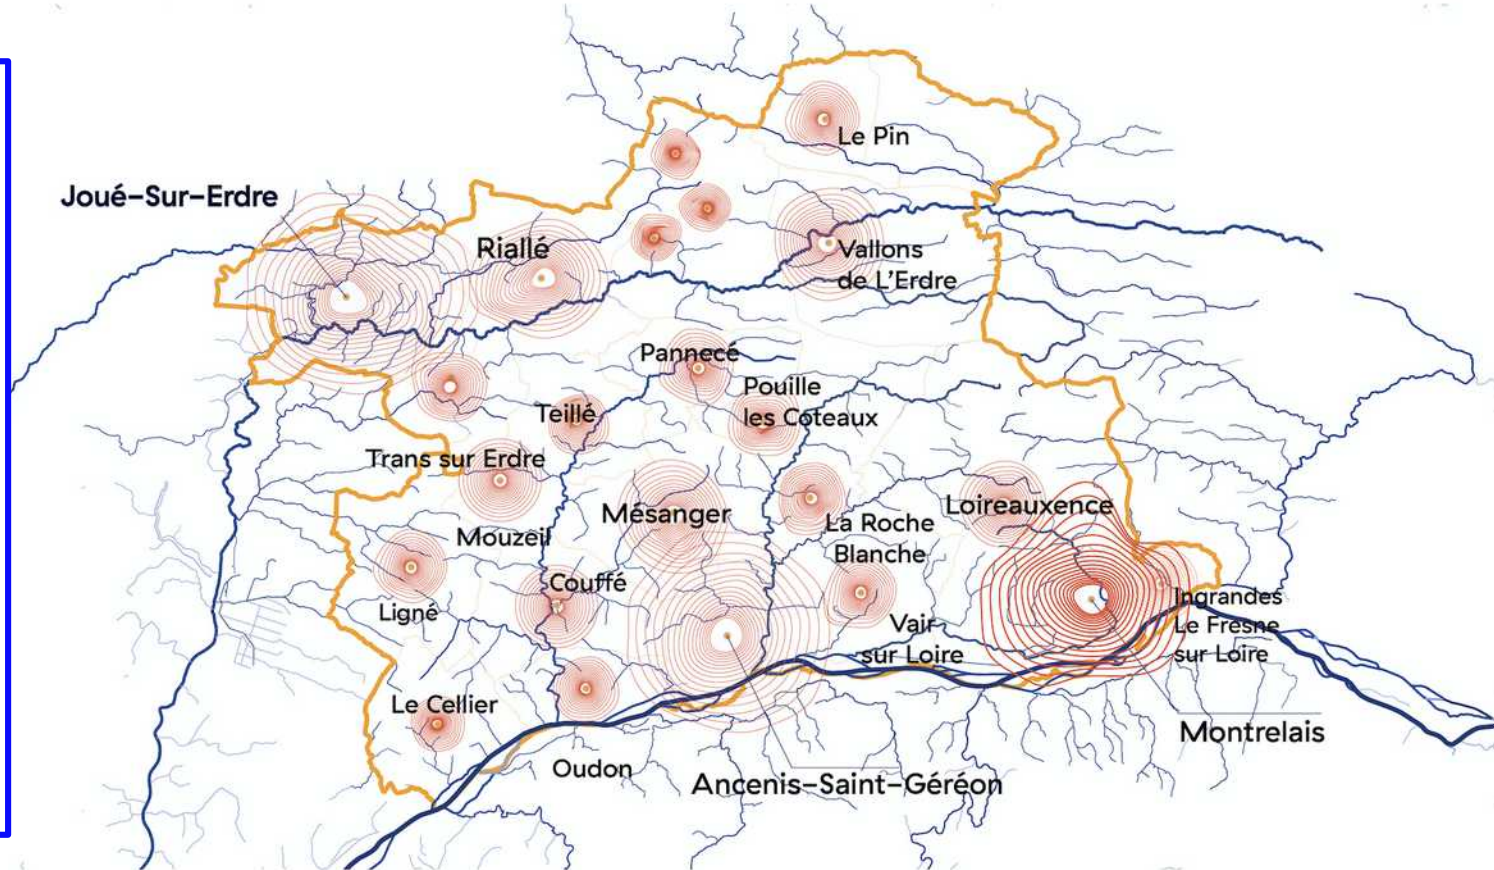 Le Pin
Joué-Sur-Erdre
Riallé
Vallons
de L'Erdre
Pannecé
Pouille
les Coteaux
Teillé
Trans sur Erdre
Mésanger
Loireauxence
La Roche
Blanche
Mouzeil
Couffé
Ligné
Ingrandes
Le Fresne
sur Loire
Vair
sur Loire
Le Cellier
Montrelais
Oudon
Ancenis-Saint-Géréon